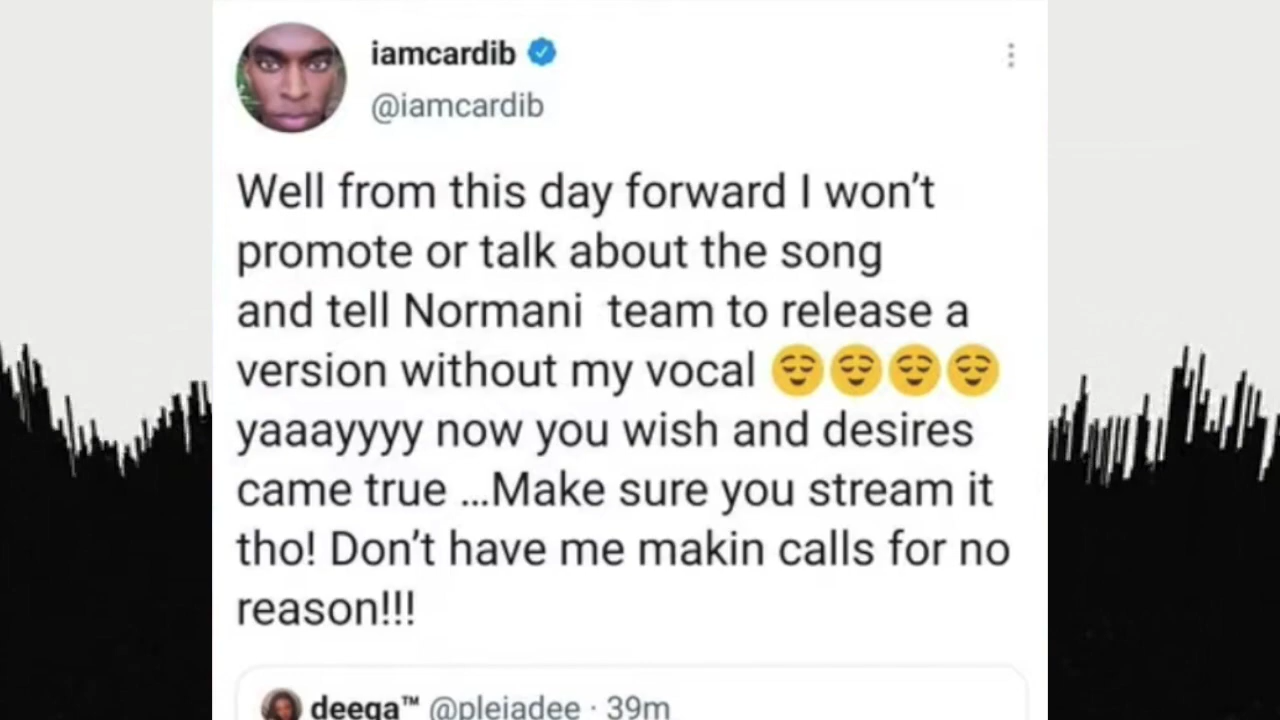 iamcardib
@iamcardib
Well from this day forward I won't
promote or talk about the song
and tell Normani team to release a
version without my vocal 😌😌😌😌
yaaayyyy now you wish and desires
came true ...Make sure you stream it
tho! Don't have me makin calls for no
reason!!!
deega™ @pleiadee · 39m